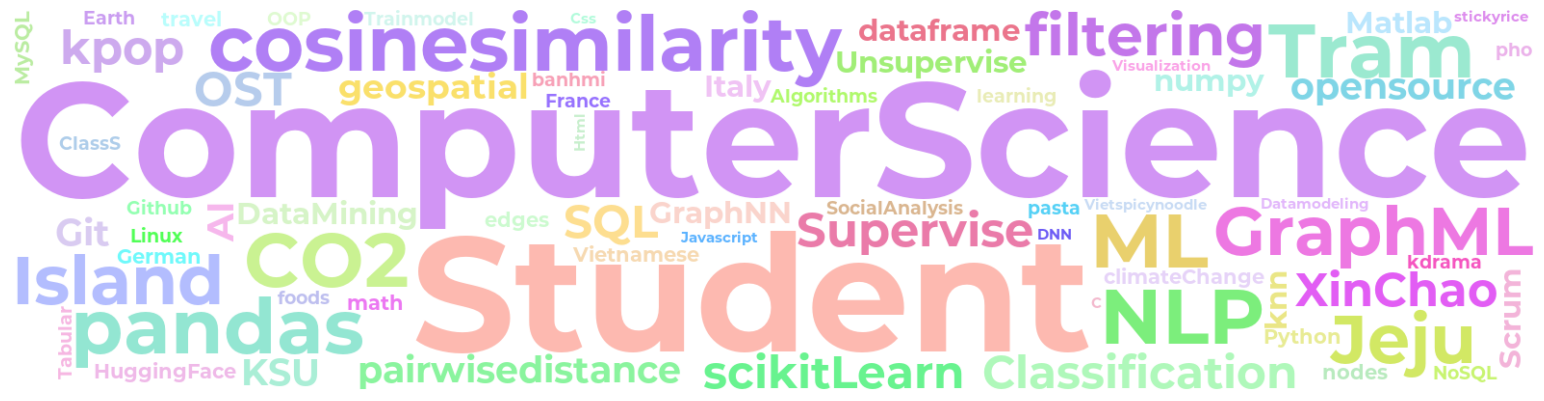 MySQL
Earth
travel
OOP
Trainmodel
Css
kpop
cosinesimilarity
dataframe
filtering
Tram
Matlab
stickyrice
pho
Unsupervise
Visualization
OST
geospatial
banhmi
France
Italy
Algorithms
learning
numpy
opensource
ComputerScience
ClassS
Html
Github
Git
Linux
German
AI
DataMining
edges
SQL
GraphNN
Javascript
Vietnamese
SocialAnalysis
Supervise
pasta
DNN
Vietspicynoodle
Datamodeling
ML
GraphML
kdrama
Island
CO2
Student
climateChange
XinChao
Scrum
foods
math
pandas
C
NLP
knn
Python
Jeju
Tabular
HuggingFace
KSU
pairwisedistance
scikitLearn
Classification
nodes
NoSQL